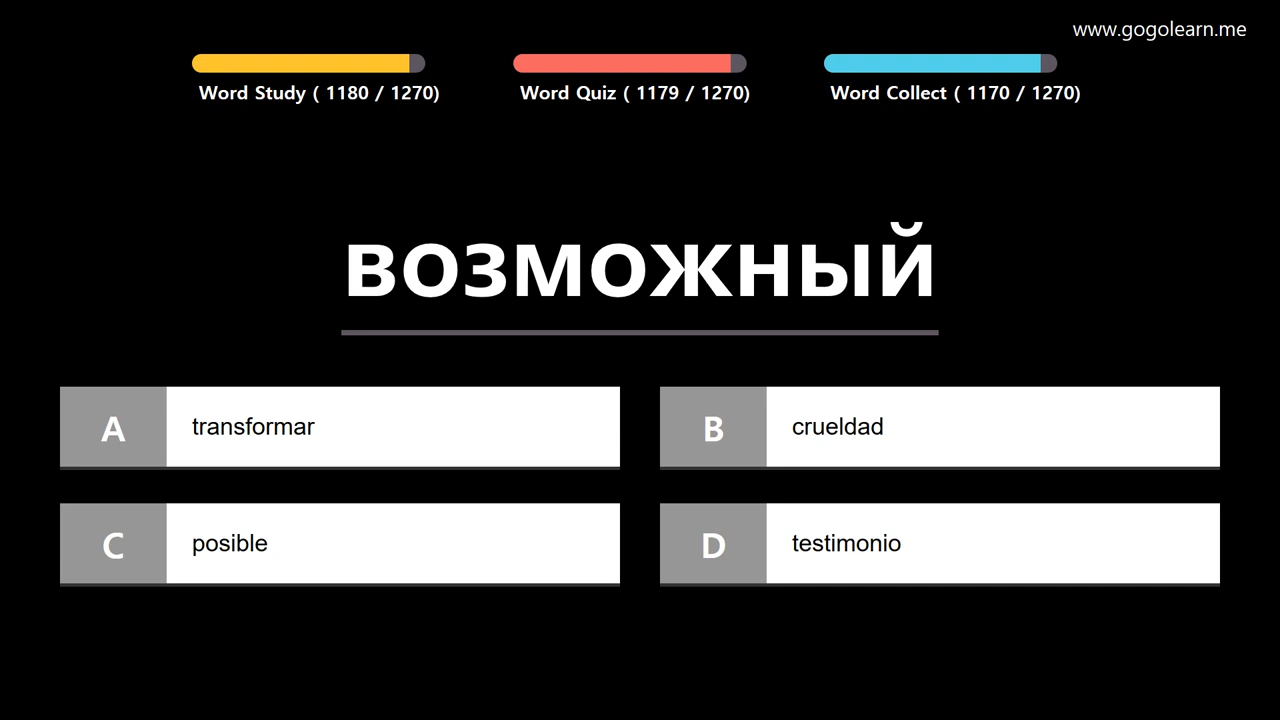 www.gogolearn.me
Word Study ( 1180 / 1270)
Word Quiz ( 1179 / 1270)
Word Collect ( 1170 / 1270)
возможный
A transformar
B crueldad
C posible
D testimonio